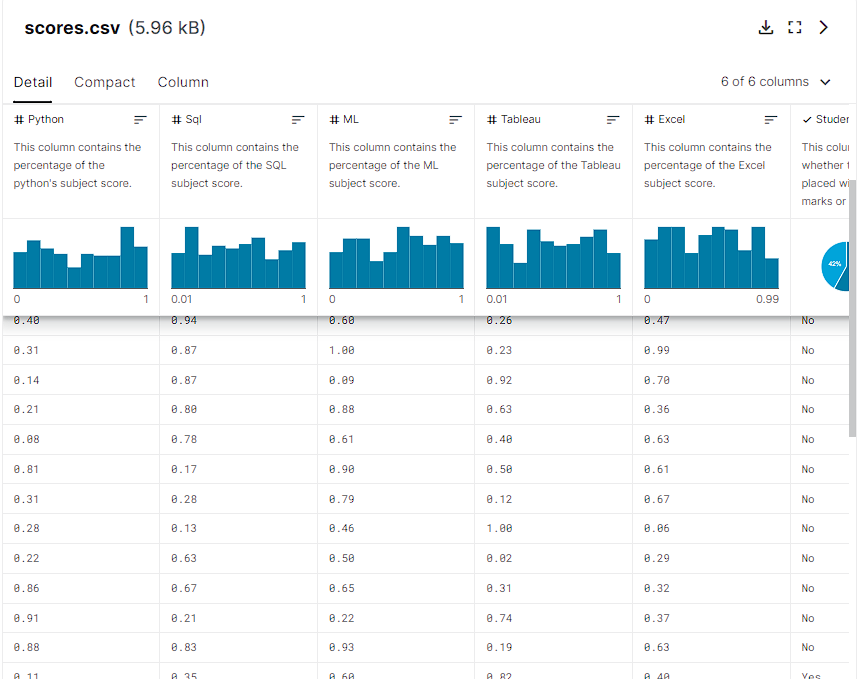 scores.csv (5.96 kB)
Detail Compact Column 6 of 6 columns
# Python # Sql # ML # Tableau # Excel ✓ Studer
This column contains the percentage of the python's subject score.
This column contains the percentage of the SQL subject score.
This column contains the percentage of the ML subject score.
This column contains the percentage of the Tableau subject score.
This column contains the percentage of the Excel subject score.
This colu
whether
placed wi
marks or
42%
0 1 0.01 1 0 1 0.01 1 0 0.99
0.40 0.94 0.60 0.26 0.47 No
0.31 0.87 1.00 0.23 0.99 No
0.14 0.87 0.09 0.92 0.70 No
0.21 0.80 0.88 0.63 0.36 No
0.08 0.78 0.61 0.40 0.63 No
0.81 0.17 0.90 0.50 0.61 No
0.31 0.28 0.79 0.12 0.67 No
0.28 0.13 0.46 1.00 0.06 No
0.22 0.63 0.50 0.02 0.29 No
0.86 0.67 0.65 0.31 0.32 No
0.91 0.21 0.22 0.74 0.37 No
0.88 0.83 0.93 0.19 0.63 No
0.11 0.35 0.60 0.82 0.40 Yes